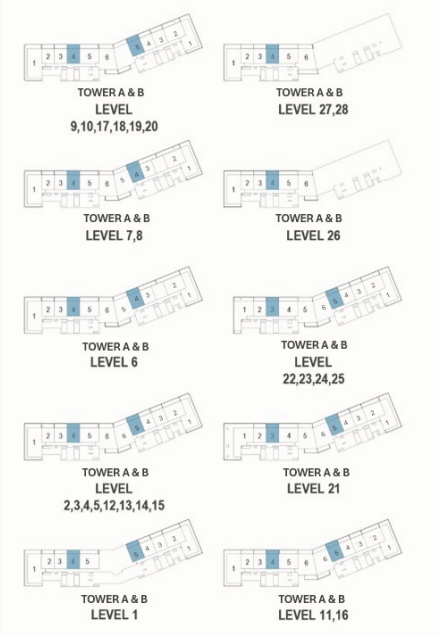 1 2 3 4 5 6 5 4 3 2 1
TOWER A & B
LEVEL
9,10,17,18,19,20
1 2 3 4 5 6
TOWER A & B
LEVEL 27,28
1 2 3 4 5 6 5 4 3 2 1
TOWER A & B
LEVEL 7,8
1 2 3 4 5 6
TOWER A & B
LEVEL 26
1 2 3 4 5 6 5 4 3 2 1
TOWER A & B
LEVEL 6
1 2 3 4 5 6 5 4 3 2 1
TOWER A & B
LEVEL
22,23,24,25
1 2 3 4 5 6 6 5 4 3 2 1
TOWER A & B
LEVEL
2,3,4,5,12,13,14,15
1 2 3 4 5 6 5 3 2 1
TOWER A & B
LEVEL 21
1 2 3 4 5 5 4 3 2 1
TOWER A & B
LEVEL 1
1 2 3 4 5 6 6 5 4 3 2 1
TOWER A & B
LEVEL 11,16